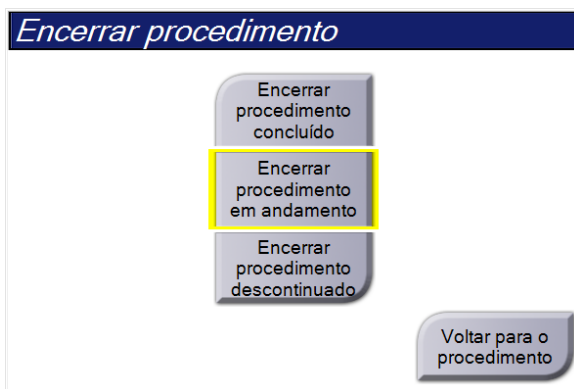 Encerrar procedimento
Encerrar
procedimento
concluído
Encerrar
procedimento
em andamento
Encerrar
procedimento
descontinuado
Voltar para o
procedimento